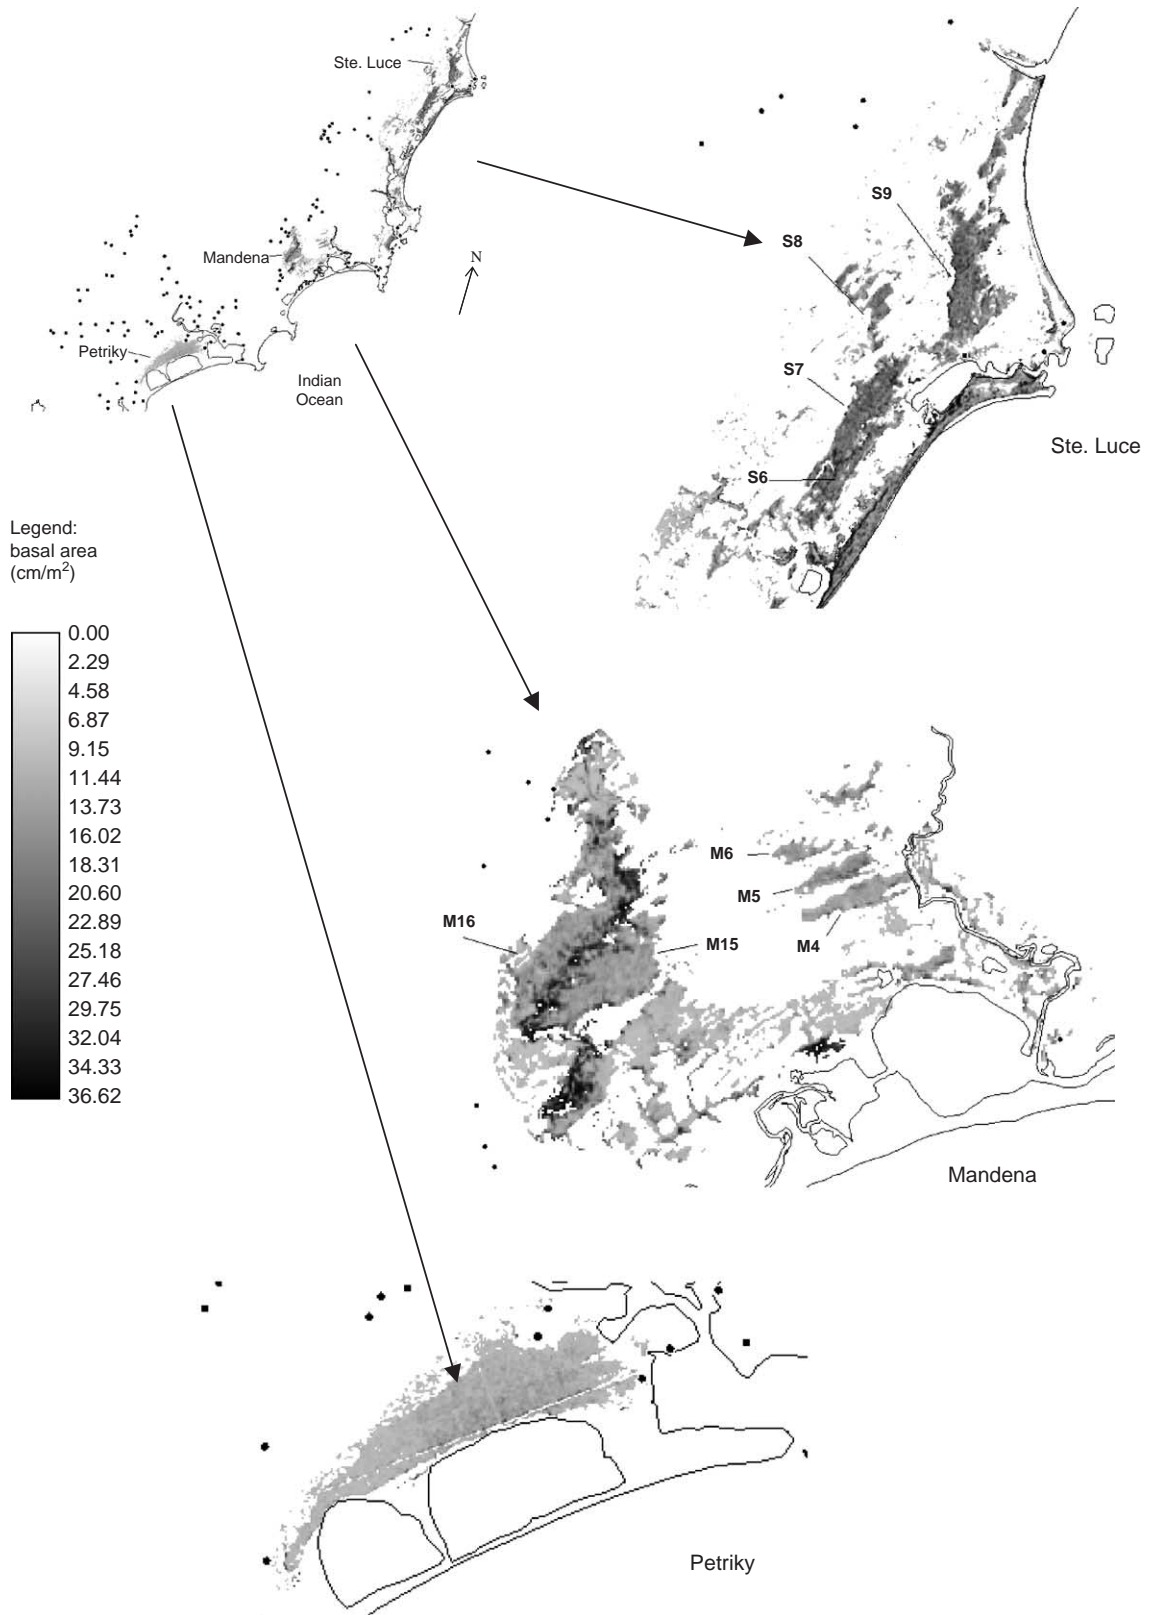 Ste. Luce
Mandena
N
Petriky
Indian
Ocean
S9
S8
S7
S6
Ste. Luce
Legend:
basal area
(cm/m²)
0.00
2.29
4.58
6.87
9.15
11.44
13.73
16.02
18.31
20.60
22.89
25.18
27.46
29.75
32.04
34.33
36.62
M6
M5
M16
M15
M4
Mandena
Petriky